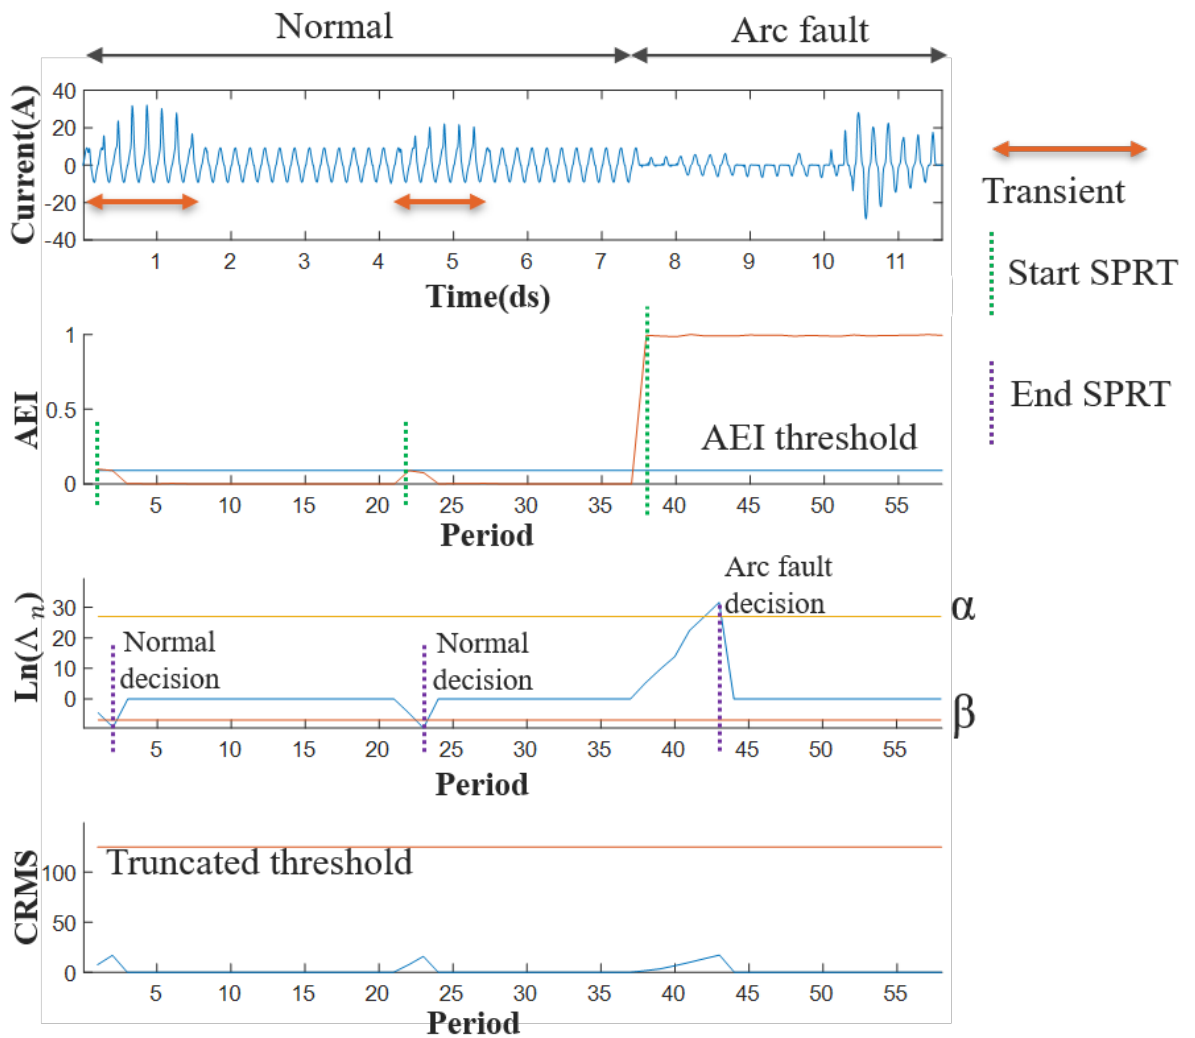 Normal
Arc fault
Current(A)
40
20
0
-20
-40
1 2 3 4 5 6 7 8 9 10 11
Time(ds)
Transient
Start SPRT
End SPRT
AEI
1
0.5
0
AEI threshold
5 10 15 20 25 30 35 40 45 50 55
Period
Ln(Λ n)
30
20
10
0
Normal
decision
Normal
decision
Arc fault
decision
α
β
5 10 15 20 25 30 35 40 45 50 55
Period
CRMS
100
50
0
Truncated threshold
5 10 15 20 25 30 35 40 45 50 55
Period